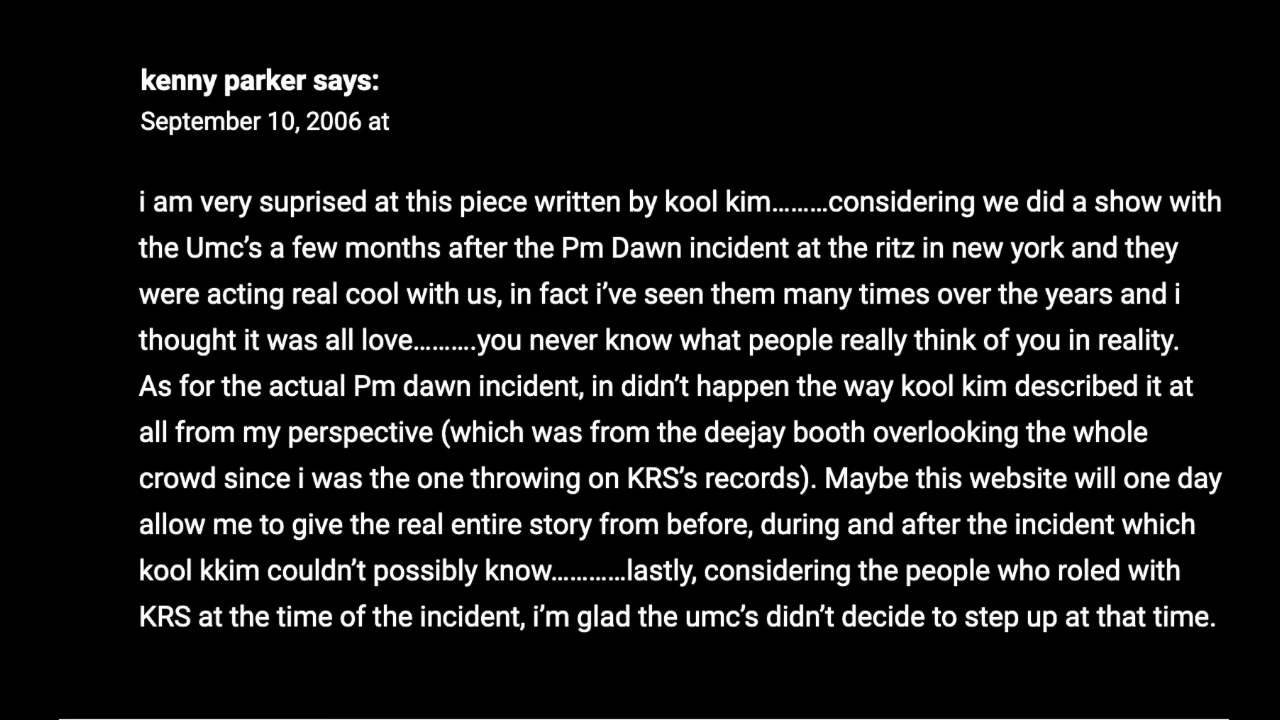 kenny parker says:
September 10, 2006 at
i am very suprised at this piece written by kool kim………considering we did a show with
the Umc’s a few months after the Pm Dawn incident at the ritz in new york and they
were acting real cool with us, in fact i’ve seen them many times over the years and i
thought it was all love……….you never know what people really think of you in reality.
As for the actual Pm dawn incident, in didn’t happen the way kool kim described it at
all from my perspective (which was from the deejay booth overlooking the whole
crowd since i was the one throwing on KRS’s records). Maybe this website will one day
allow me to give the real entire story from before, during and after the incident which
kool kkim couldn’t possibly know…………lastly, considering the people who roled with
KRS at the time of the incident, i’m glad the umc’s didn’t decide to step up at that time.